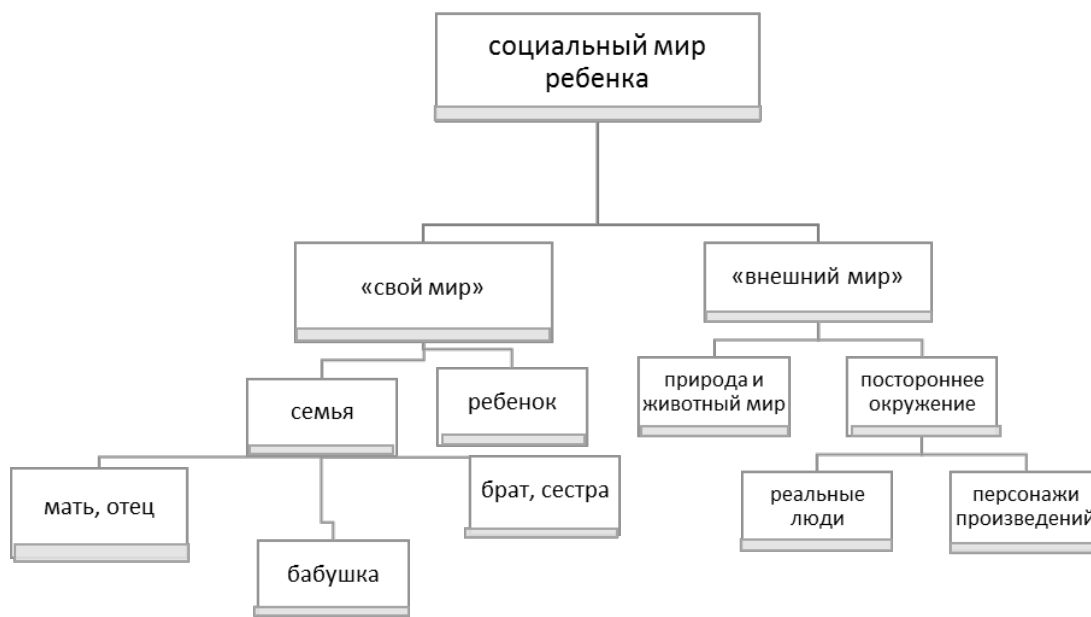 социальный мир
ребенка
«свой мир»
«внешний мир»
семья
ребенок
природа и
животный мир
постороннее
окружение
мать, отец
бабушка
брат, сестра
реальные
люди
персонажи
произведений